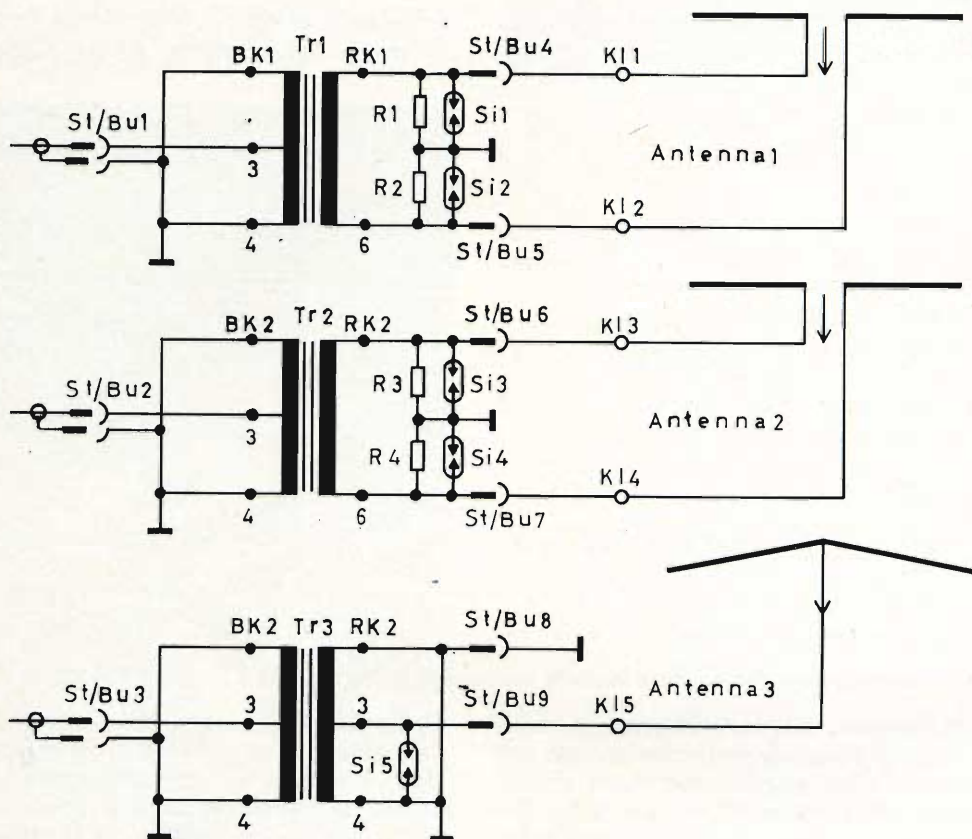 BK1 Tr1 RK1 St/Bu4 Kl1
St/Bu1 R1 Si1
3 R2 Si2 Antenna1
4 6 St/Bu5 Kl2
BK2 Tr2 RK2 St/Bu6 Kl3
St/Bu2 R3 Si3
3 R4 Si4 Antenna2
4 6 St/Bu7 Kl4
BK2 Tr3 RK2 St/Bu8
St/Bu3 3 3 St/Bu9 Kl5 Antenna3
Si5
4 4